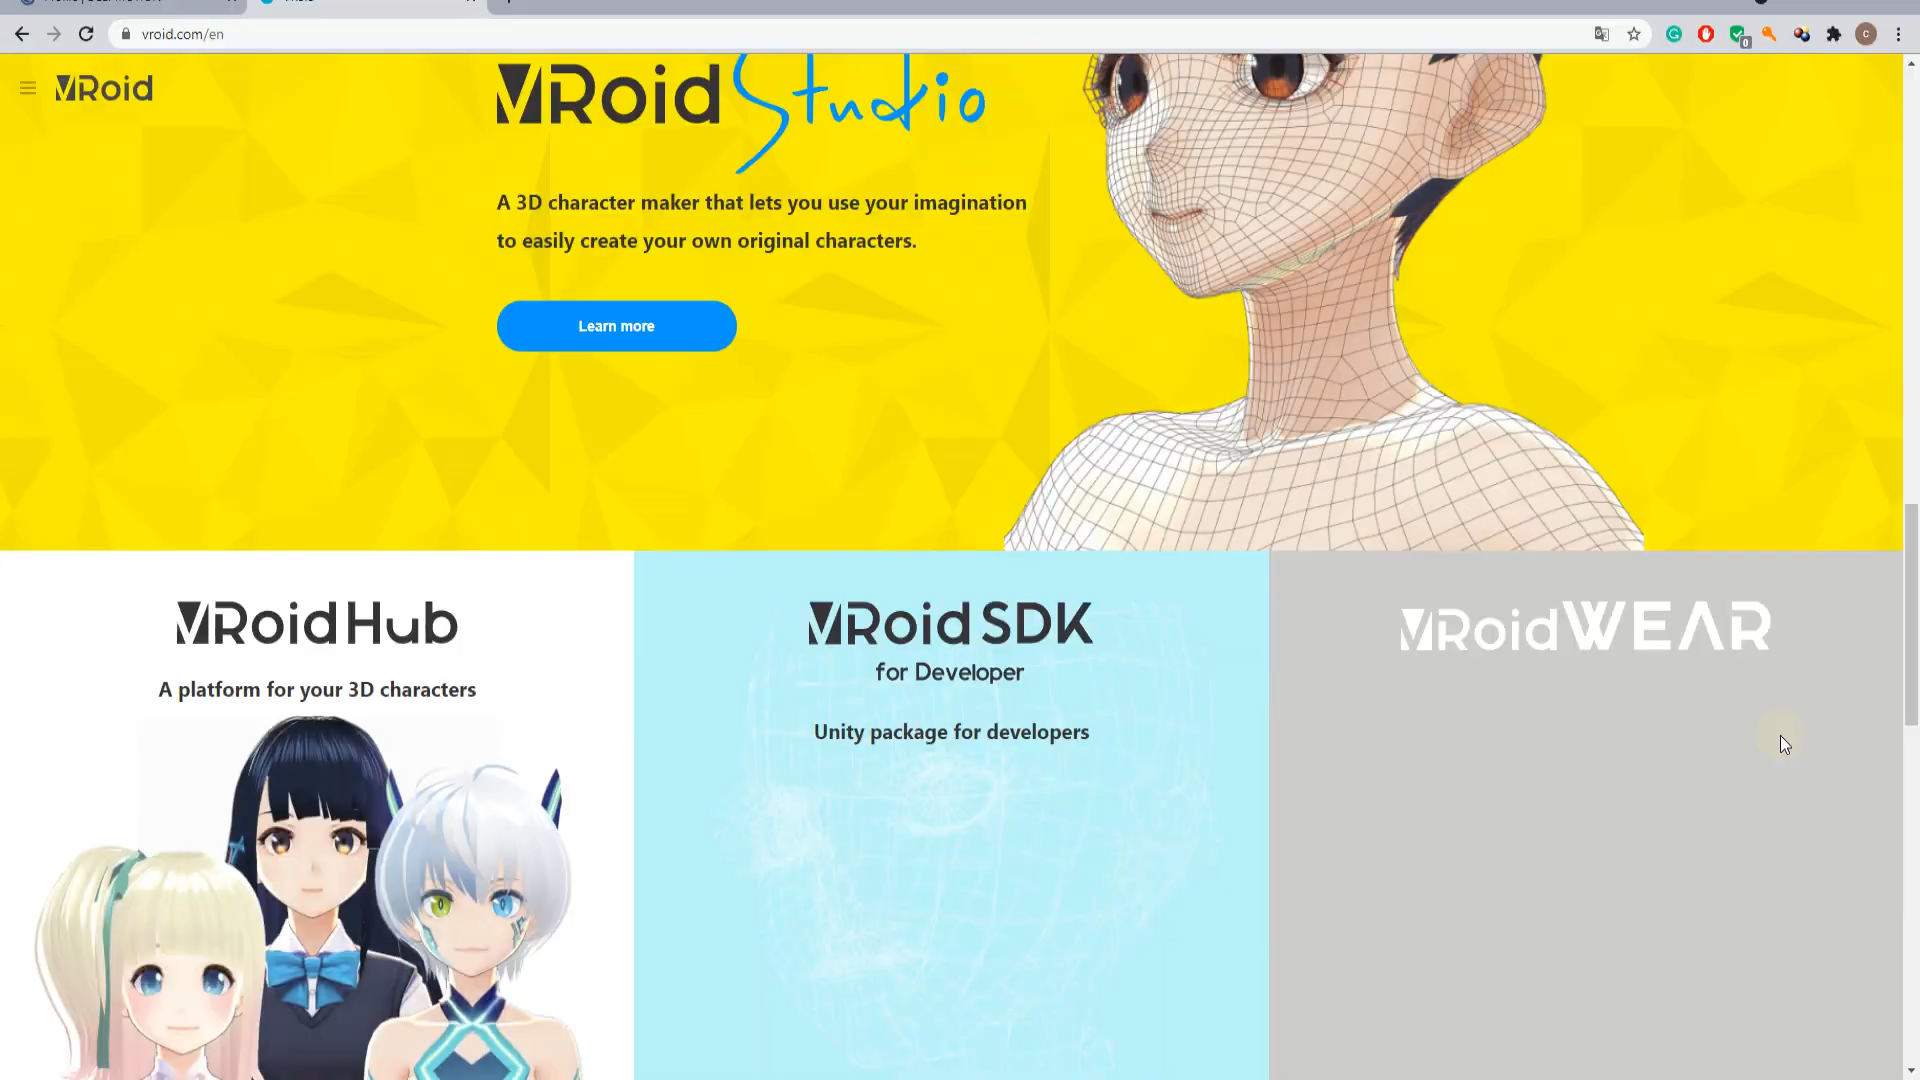 vroid.com/en
VRoid
VRoid Studio
A 3D character maker that lets you use your imagination
to easily create your own original characters.
Learn more
VRoid Hub
A platform for your 3D characters
VRoid SDK
for Developer
Unity package for developers
VRoid WEAR